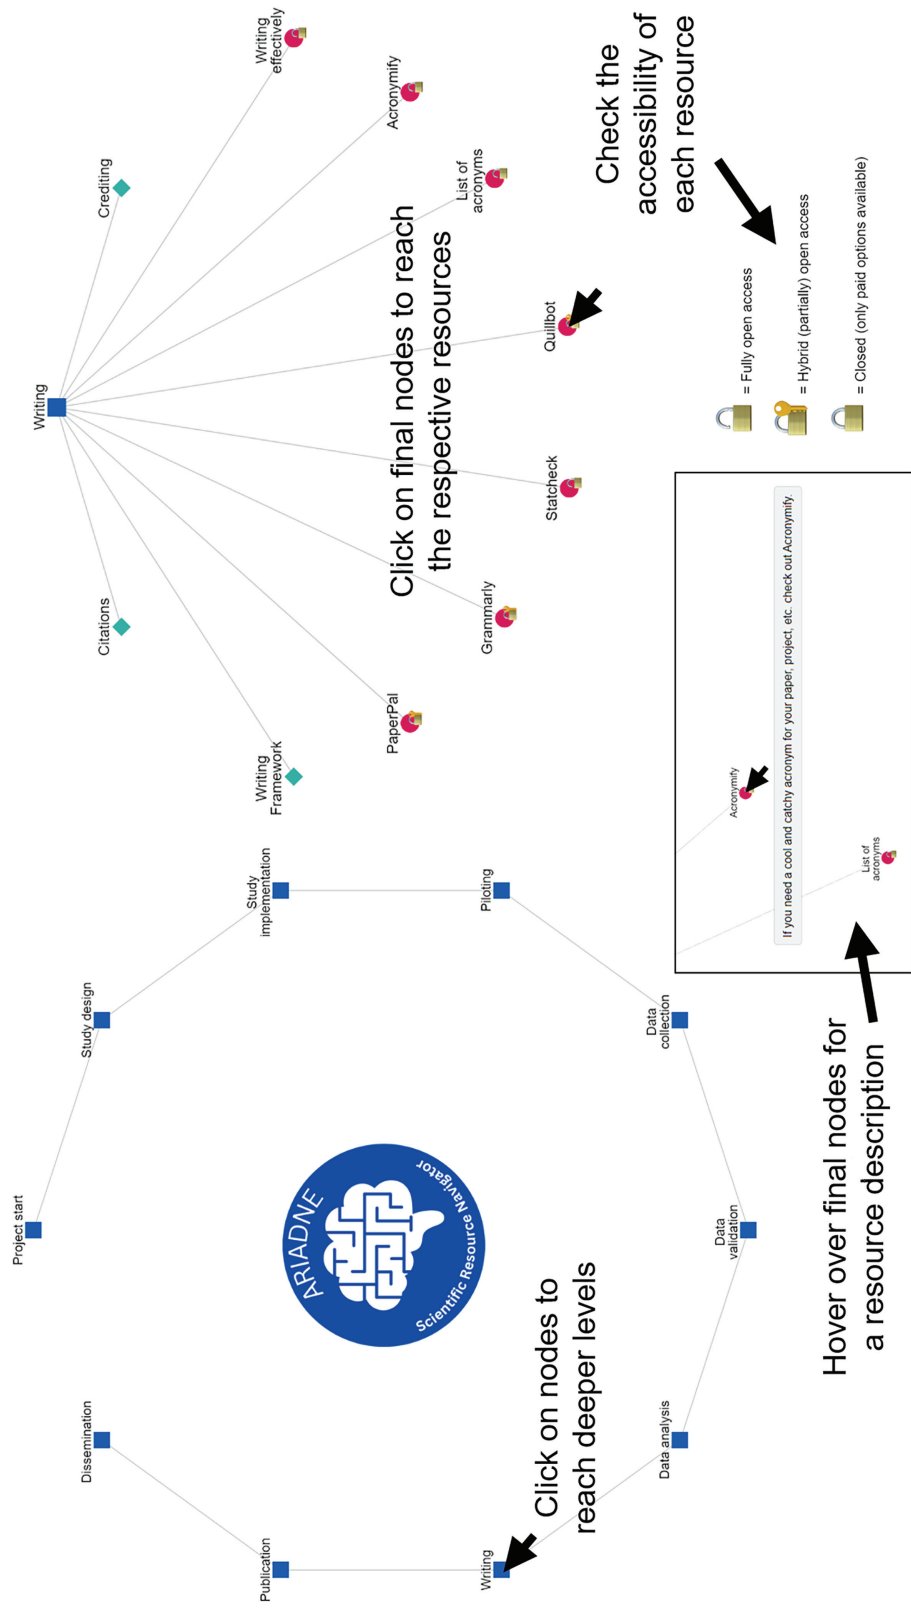 Project start
Study design
Study
implementation
Piloting
Data
collection
Data
validation
Data analysis
Writing
Publication
Dissemination
ARIADNE
Scientific Resource Navigator
Click on nodes to
reach deeper levels
Writing
Citations
Crediting
Writing
Framework
Writing
effectively
PaperPal
Acronymify
Grammarly
List of
acronyms
Statcheck
Quillbot
Click on final nodes to reach
the respective resources
Hover over final nodes for
a resource description
Acronymify
If you need a cool and catchy acronym for your paper, project, etc. check out Acronymify.
List of
acronyms
Check the
accessibility of
each resource
= Fully open access
= Hybrid (partially) open access
= Closed (only paid options available)